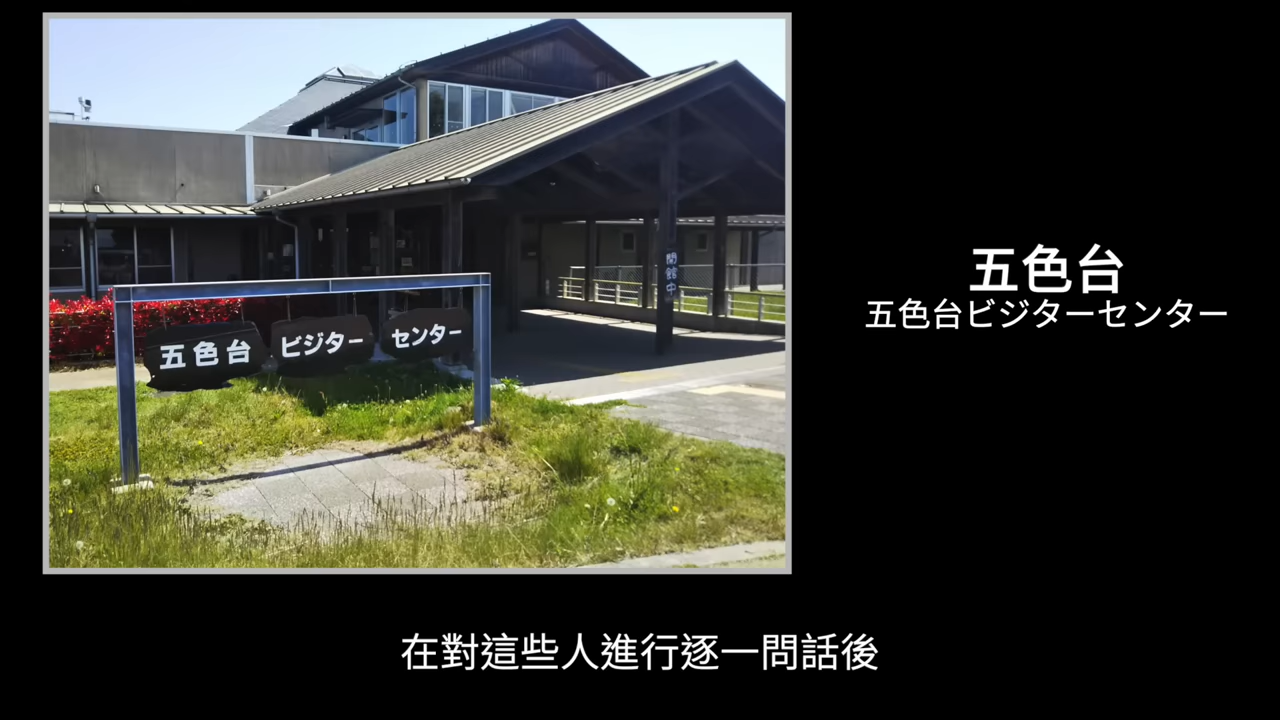 開館中
五色台 ビジター センター
五色台
五色台ビジターセンター
在對這些人進行逐一問話後